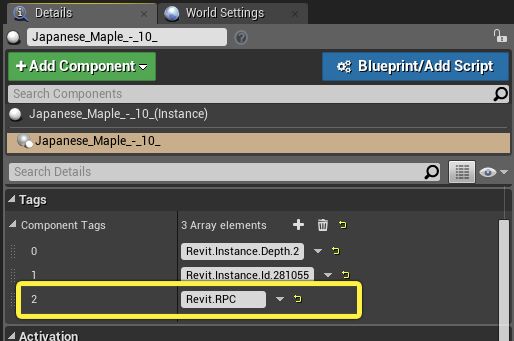 Details
World Settings
Japanese_Maple_-_10_
+ Add Component
Blueprint/Add Script
Search Components
Japanese_Maple_-_10_(Instance)
Japanese_Maple_-_10_
Search Details
Tags
Component Tags 3 Array elements
0 Revit.Instance.Depth.2
1 Revit.Instance.Id.281055
2 Revit.RPC
Activation